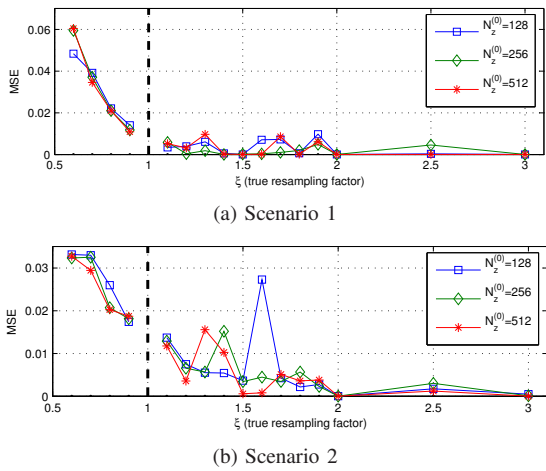 0.06
0.04
0.02
0
MSE
0.5
1
1.5
2
2.5
3
ξ (true resampling factor)
N_z^(0)=128
N_z^(0)=256
N_z^(0)=512
(a) Scenario 1
0.03
0.02
0.01
0
MSE
0.5
1
1.5
2
2.5
3
ξ (true resampling factor)
N_z^(0)=128
N_z^(0)=256
N_z^(0)=512
(b) Scenario 2